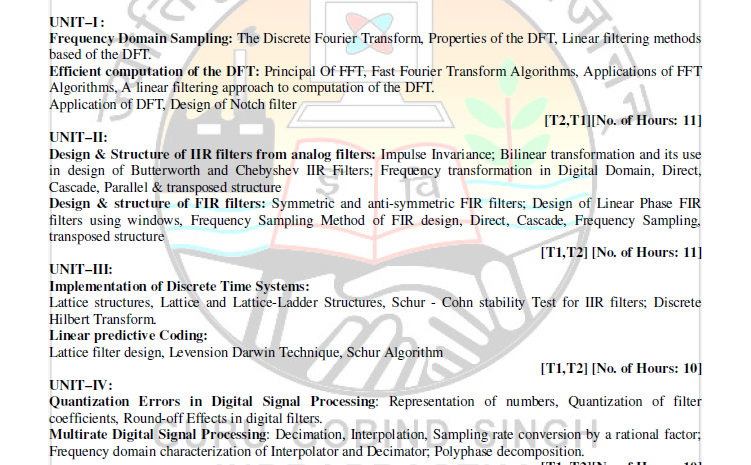 UNIT–I :
Frequency Domain Sampling: The Discrete Fourier Transform, Properties of the DFT, Linear filtering methods
based of the DFT.
Efficient computation of the DFT: Principal Of FFT, Fast Fourier Transform Algorithms, Applications of FFT
Algorithms, A linear filtering approach to computation of the DFT.
Application of DFT, Design of Notch filter
[T2,T1][No. of Hours: 11]
UNIT–II:
Design & Structure of IIR filters from analog filters: Impulse Invariance; Bilinear transformation and its use
in design of Butterworth and Chebyshev IIR Filters; Frequency transformation in Digital Domain, Direct,
Cascade, Parallel & transposed structure
Design & structure of FIR filters: Symmetric and anti-symmetric FIR filters; Design of Linear Phase FIR
filters using windows, Frequency Sampling Method of FIR design, Direct, Cascade, Frequency Sampling,
transposed structure
[T1,T2] [No. of Hours: 11]
UNIT–III:
Implementation of Discrete Time Systems:
Lattice structures, Lattice and Lattice-Ladder Structures, Schur - Cohn stability Test for IIR filters; Discrete
Hilbert Transform.
Linear predictive Coding:
Lattice filter design, Levension Darwin Technique, Schur Algorithm
[T1,T2] [No. of Hours: 10]
UNIT–IV:
Quantization Errors in Digital Signal Processing: Representation of numbers, Quantization of filter
coefficients, Round-off Effects in digital filters.
GURU GOBIND SINGH
Multirate Digital Signal Processing: Decimation, Interpolation, Sampling rate conversion by a rational factor;
Frequency domain characterization of Interpolator and Decimator; Polyphase decomposition.